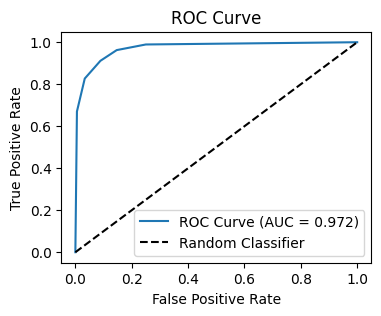 ROC Curve
True Positive Rate
1.0
0.8
0.6
0.4
0.2
0.0
ROC Curve (AUC = 0.972)
Random Classifier
0.0 0.2 0.4 0.6 0.8 1.0
False Positive Rate